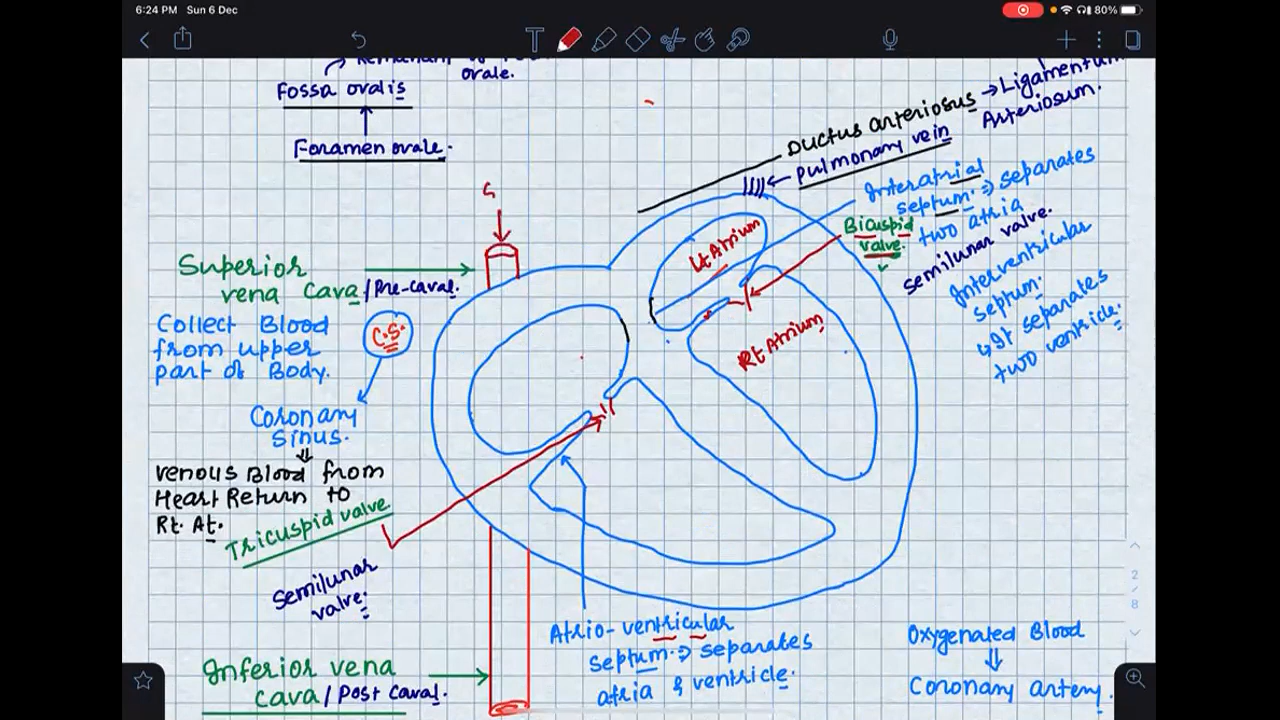 6:24 PM Sun 6 Dec
80%
T
ovale.
Fossa ovalis
Foramen ovale.
Ductus arteriosus → Ligamentum
Arteriosum.
pulmonary vein
Interatrial
septum. ⇒ separates
two atria
Bicuspid
valve.
semilunar valve.
Interventricular
septum.
↳ It separates
two ventricle.
Lt Atrium
Rt Atrium
Superior
vena cava /Pre-caval.
Collect Blood
from upper
part of Body.
C.S.
Coronary
Sinus.
⇓
venous Blood from
Heart Return to
Rt. At.
Tricuspid valve
Semilunar
valve.
Inferior vena
cava / Post caval.
Atrio-ventricular
septum ⇒ separates
atria & ventricle.
Oxygenated Blood
⇓
Coronary artery.
2
/
8